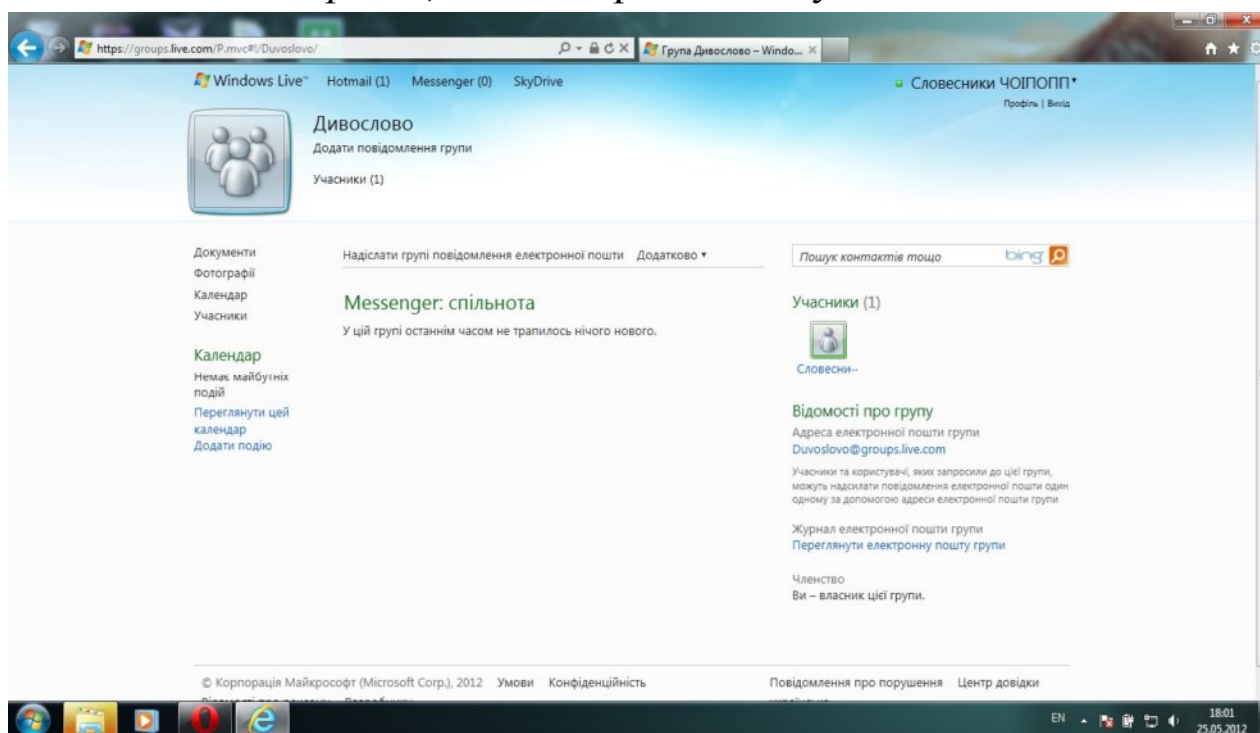 https://groups.live.com/P.mvc#!/Duvoslovo/
Група Дивослово – Windo...
Windows Live™ Hotmail (1) Messenger (0) SkyDrive
Словесники ЧОІПОПП
Профіль | Вихід
Дивослово
Додати повідомлення групи
Учасники (1)
Документи
Фотографії
Календар
Учасники
Календар
Немає майбутніх
подій
Переглянути цей
календар
Додати подію
Надіслати групі повідомлення електронної пошти Додатково
Messenger: спільнота
У цій групі останнім часом не трапилось нічого нового.
Пошук контактів тощо bing
Учасники (1)
Словесни--
Відомості про групу
Адреса електронної пошти групи
Duvoslovo@groups.live.com
Учасники та користувачі, яких запросили до цієї групи,
можуть надсилати повідомлення електронної пошти один
одному за допомогою адреси електронної пошти групи
Журнал електронної пошти групи
Переглянути електронну пошту групи
Членство
Ви – власник цієї групи.
© Корпорація Майкрософт (Microsoft Corp.), 2012 Умови Конфіденційність
Повідомлення про порушення Центр довідки
EN
18:01
25.05.2012